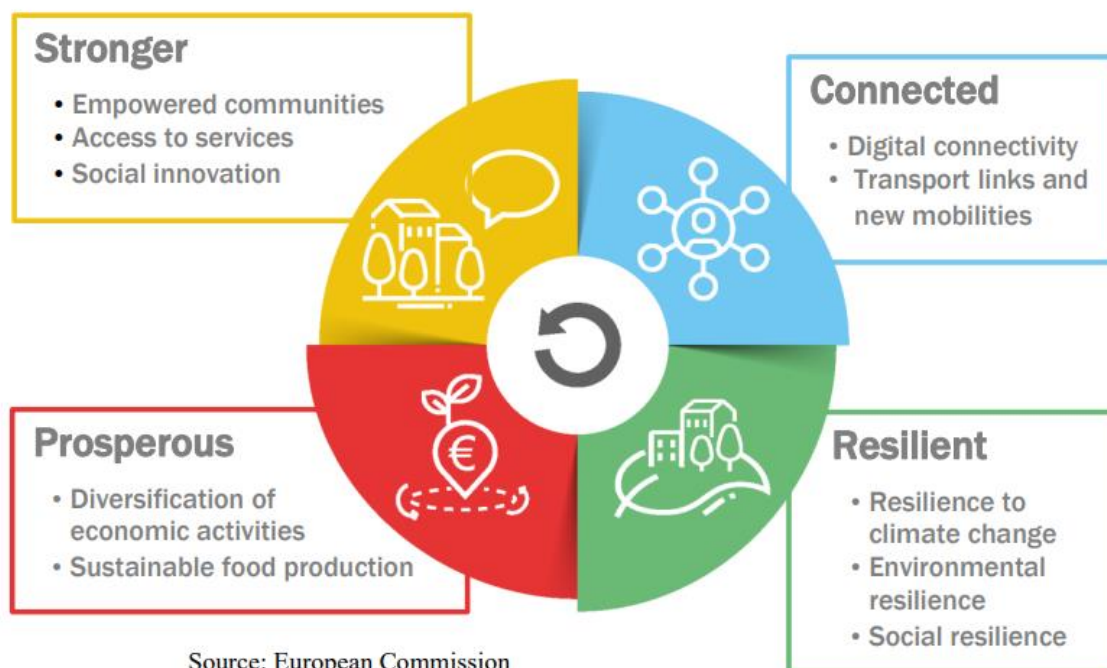 Stronger
• Empowered communities
• Access to services
• Social innovation
Connected
• Digital connectivity
• Transport links and
new mobilities
Prosperous
• Diversification of
economic activities
• Sustainable food production
€
Resilient
• Resilience to
climate change
• Environmental
resilience
• Social resilience
Source: European Commission